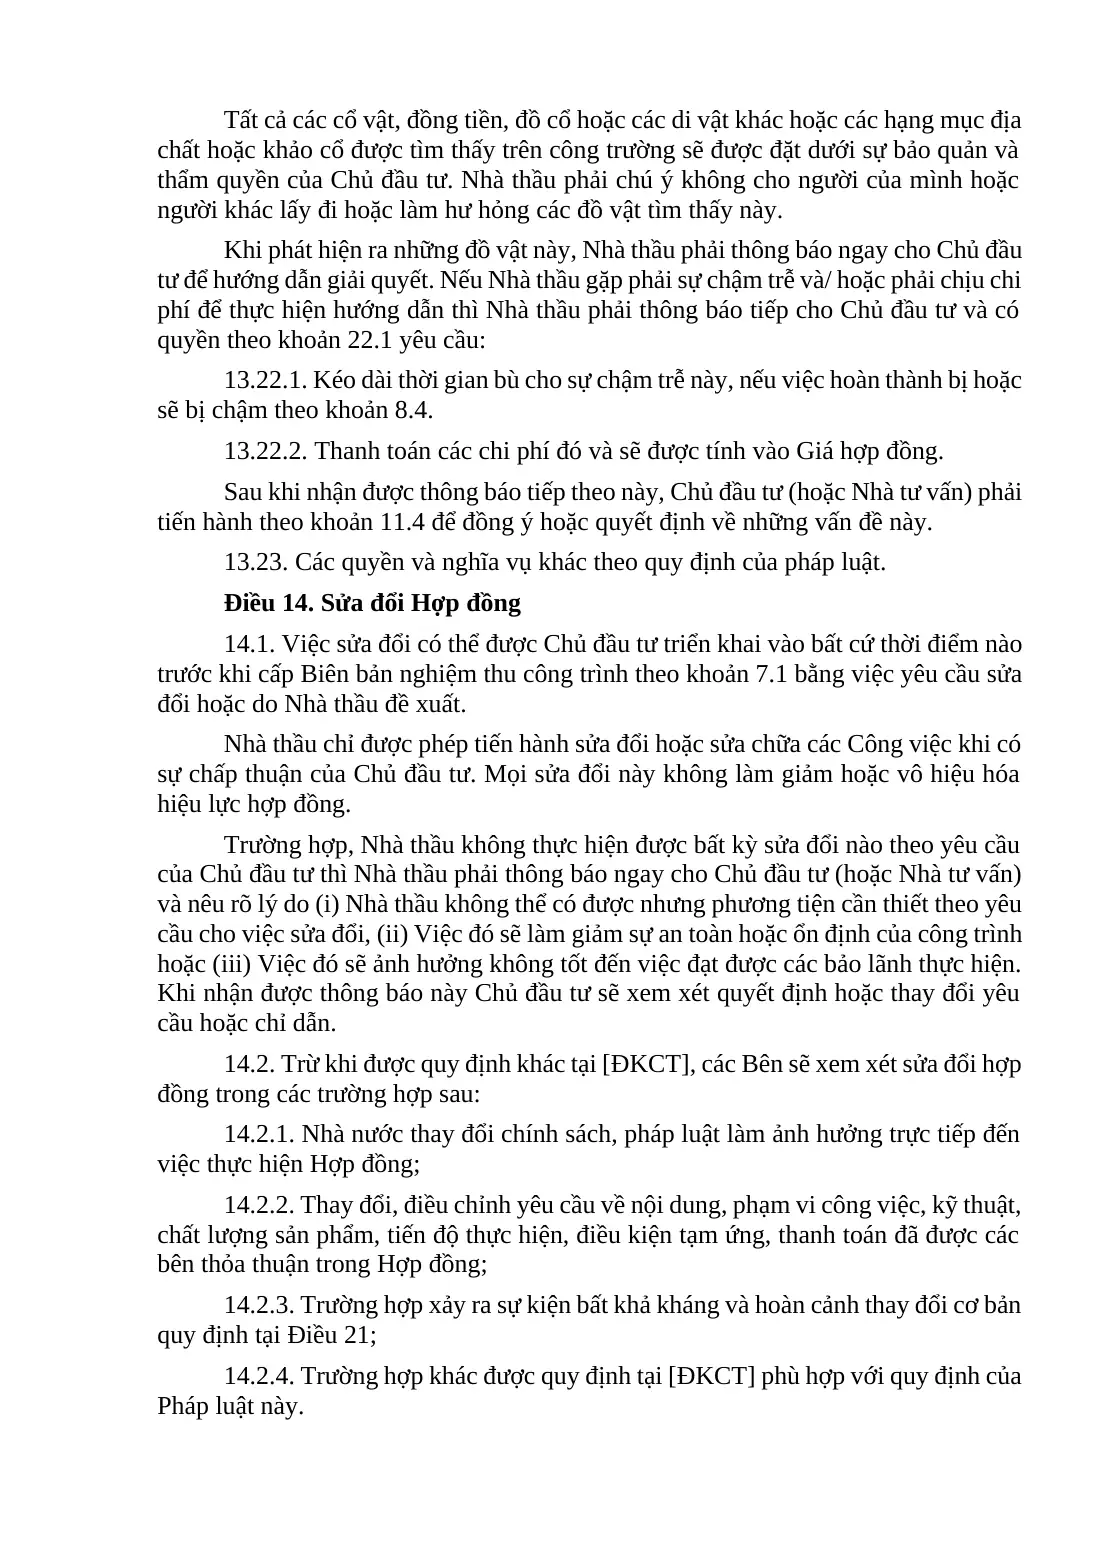 Tất cả các cổ vật, đồng tiền, đồ cổ hoặc các di vật khác hoặc các hạng mục địa
chất hoặc khảo cổ được tìm thấy trên công trường sẽ được đặt dưới sự bảo quản và
thẩm quyền của Chủ đầu tư. Nhà thầu phải chú ý không cho người của mình hoặc
người khác lấy đi hoặc làm hư hỏng các đồ vật tìm thấy này.
Khi phát hiện ra những đồ vật này, Nhà thầu phải thông báo ngay cho Chủ đầu
tư để hướng dẫn giải quyết. Nếu Nhà thầu gặp phải sự chậm trễ và/ hoặc phải chịu chi
phí để thực hiện hướng dẫn thì Nhà thầu phải thông báo tiếp cho Chủ đầu tư và có
quyền theo khoản 22.1 yêu cầu:
13.22.1. Kéo dài thời gian bù cho sự chậm trễ này, nếu việc hoàn thành bị hoặc
sẽ bị chậm theo khoản 8.4.
13.22.2. Thanh toán các chi phí đó và sẽ được tính vào Giá hợp đồng.
Sau khi nhận được thông báo tiếp theo này, Chủ đầu tư (hoặc Nhà tư vấn) phải
tiến hành theo khoản 11.4 để đồng ý hoặc quyết định về những vấn đề này.
13.23. Các quyền và nghĩa vụ khác theo quy định của pháp luật.
Điều 14. Sửa đổi Hợp đồng
14.1. Việc sửa đổi có thể được Chủ đầu tư triển khai vào bất cứ thời điểm nào
trước khi cấp Biên bản nghiệm thu công trình theo khoản 7.1 bằng việc yêu cầu sửa
đổi hoặc do Nhà thầu đề xuất.
Nhà thầu chỉ được phép tiến hành sửa đổi hoặc sửa chữa các Công việc khi có
sự chấp thuận của Chủ đầu tư. Mọi sửa đổi này không làm giảm hoặc vô hiệu hóa
hiệu lực hợp đồng.
Trường hợp, Nhà thầu không thực hiện được bất kỳ sửa đổi nào theo yêu cầu
của Chủ đầu tư thì Nhà thầu phải thông báo ngay cho Chủ đầu tư (hoặc Nhà tư vấn)
và nêu rõ lý do (i) Nhà thầu không thể có được nhưng phương tiện cần thiết theo yêu
cầu cho việc sửa đổi, (ii) Việc đó sẽ làm giảm sự an toàn hoặc ổn định của công trình
hoặc (iii) Việc đó sẽ ảnh hưởng không tốt đến việc đạt được các bảo lãnh thực hiện.
Khi nhận được thông báo này Chủ đầu tư sẽ xem xét quyết định hoặc thay đổi yêu
cầu hoặc chỉ dẫn.
14.2. Trừ khi được quy định khác tại [ĐKCT], các Bên sẽ xem xét sửa đổi hợp
đồng trong các trường hợp sau:
14.2.1. Nhà nước thay đổi chính sách, pháp luật làm ảnh hưởng trực tiếp đến
việc thực hiện Hợp đồng;
14.2.2. Thay đổi, điều chỉnh yêu cầu về nội dung, phạm vi công việc, kỹ thuật,
chất lượng sản phẩm, tiến độ thực hiện, điều kiện tạm ứng, thanh toán đã được các
bên thỏa thuận trong Hợp đồng;
14.2.3. Trường hợp xảy ra sự kiện bất khả kháng và hoàn cảnh thay đổi cơ bản
quy định tại Điều 21;
14.2.4. Trường hợp khác được quy định tại [ĐKCT] phù hợp với quy định của
Pháp luật này.